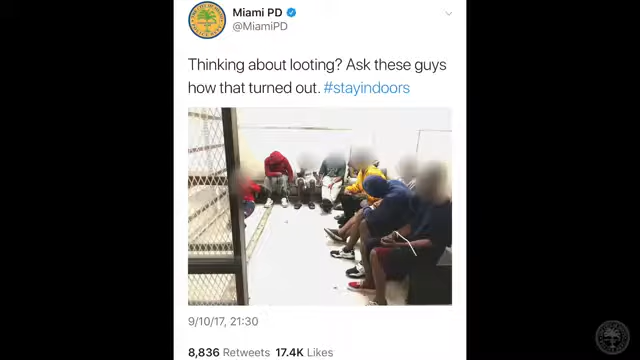 Miami PD
@MiamiPD
Thinking about looting? Ask these guys
how that turned out. #stayindoors
9/10/17, 21:30
8,836 Retweets 17.4K Likes